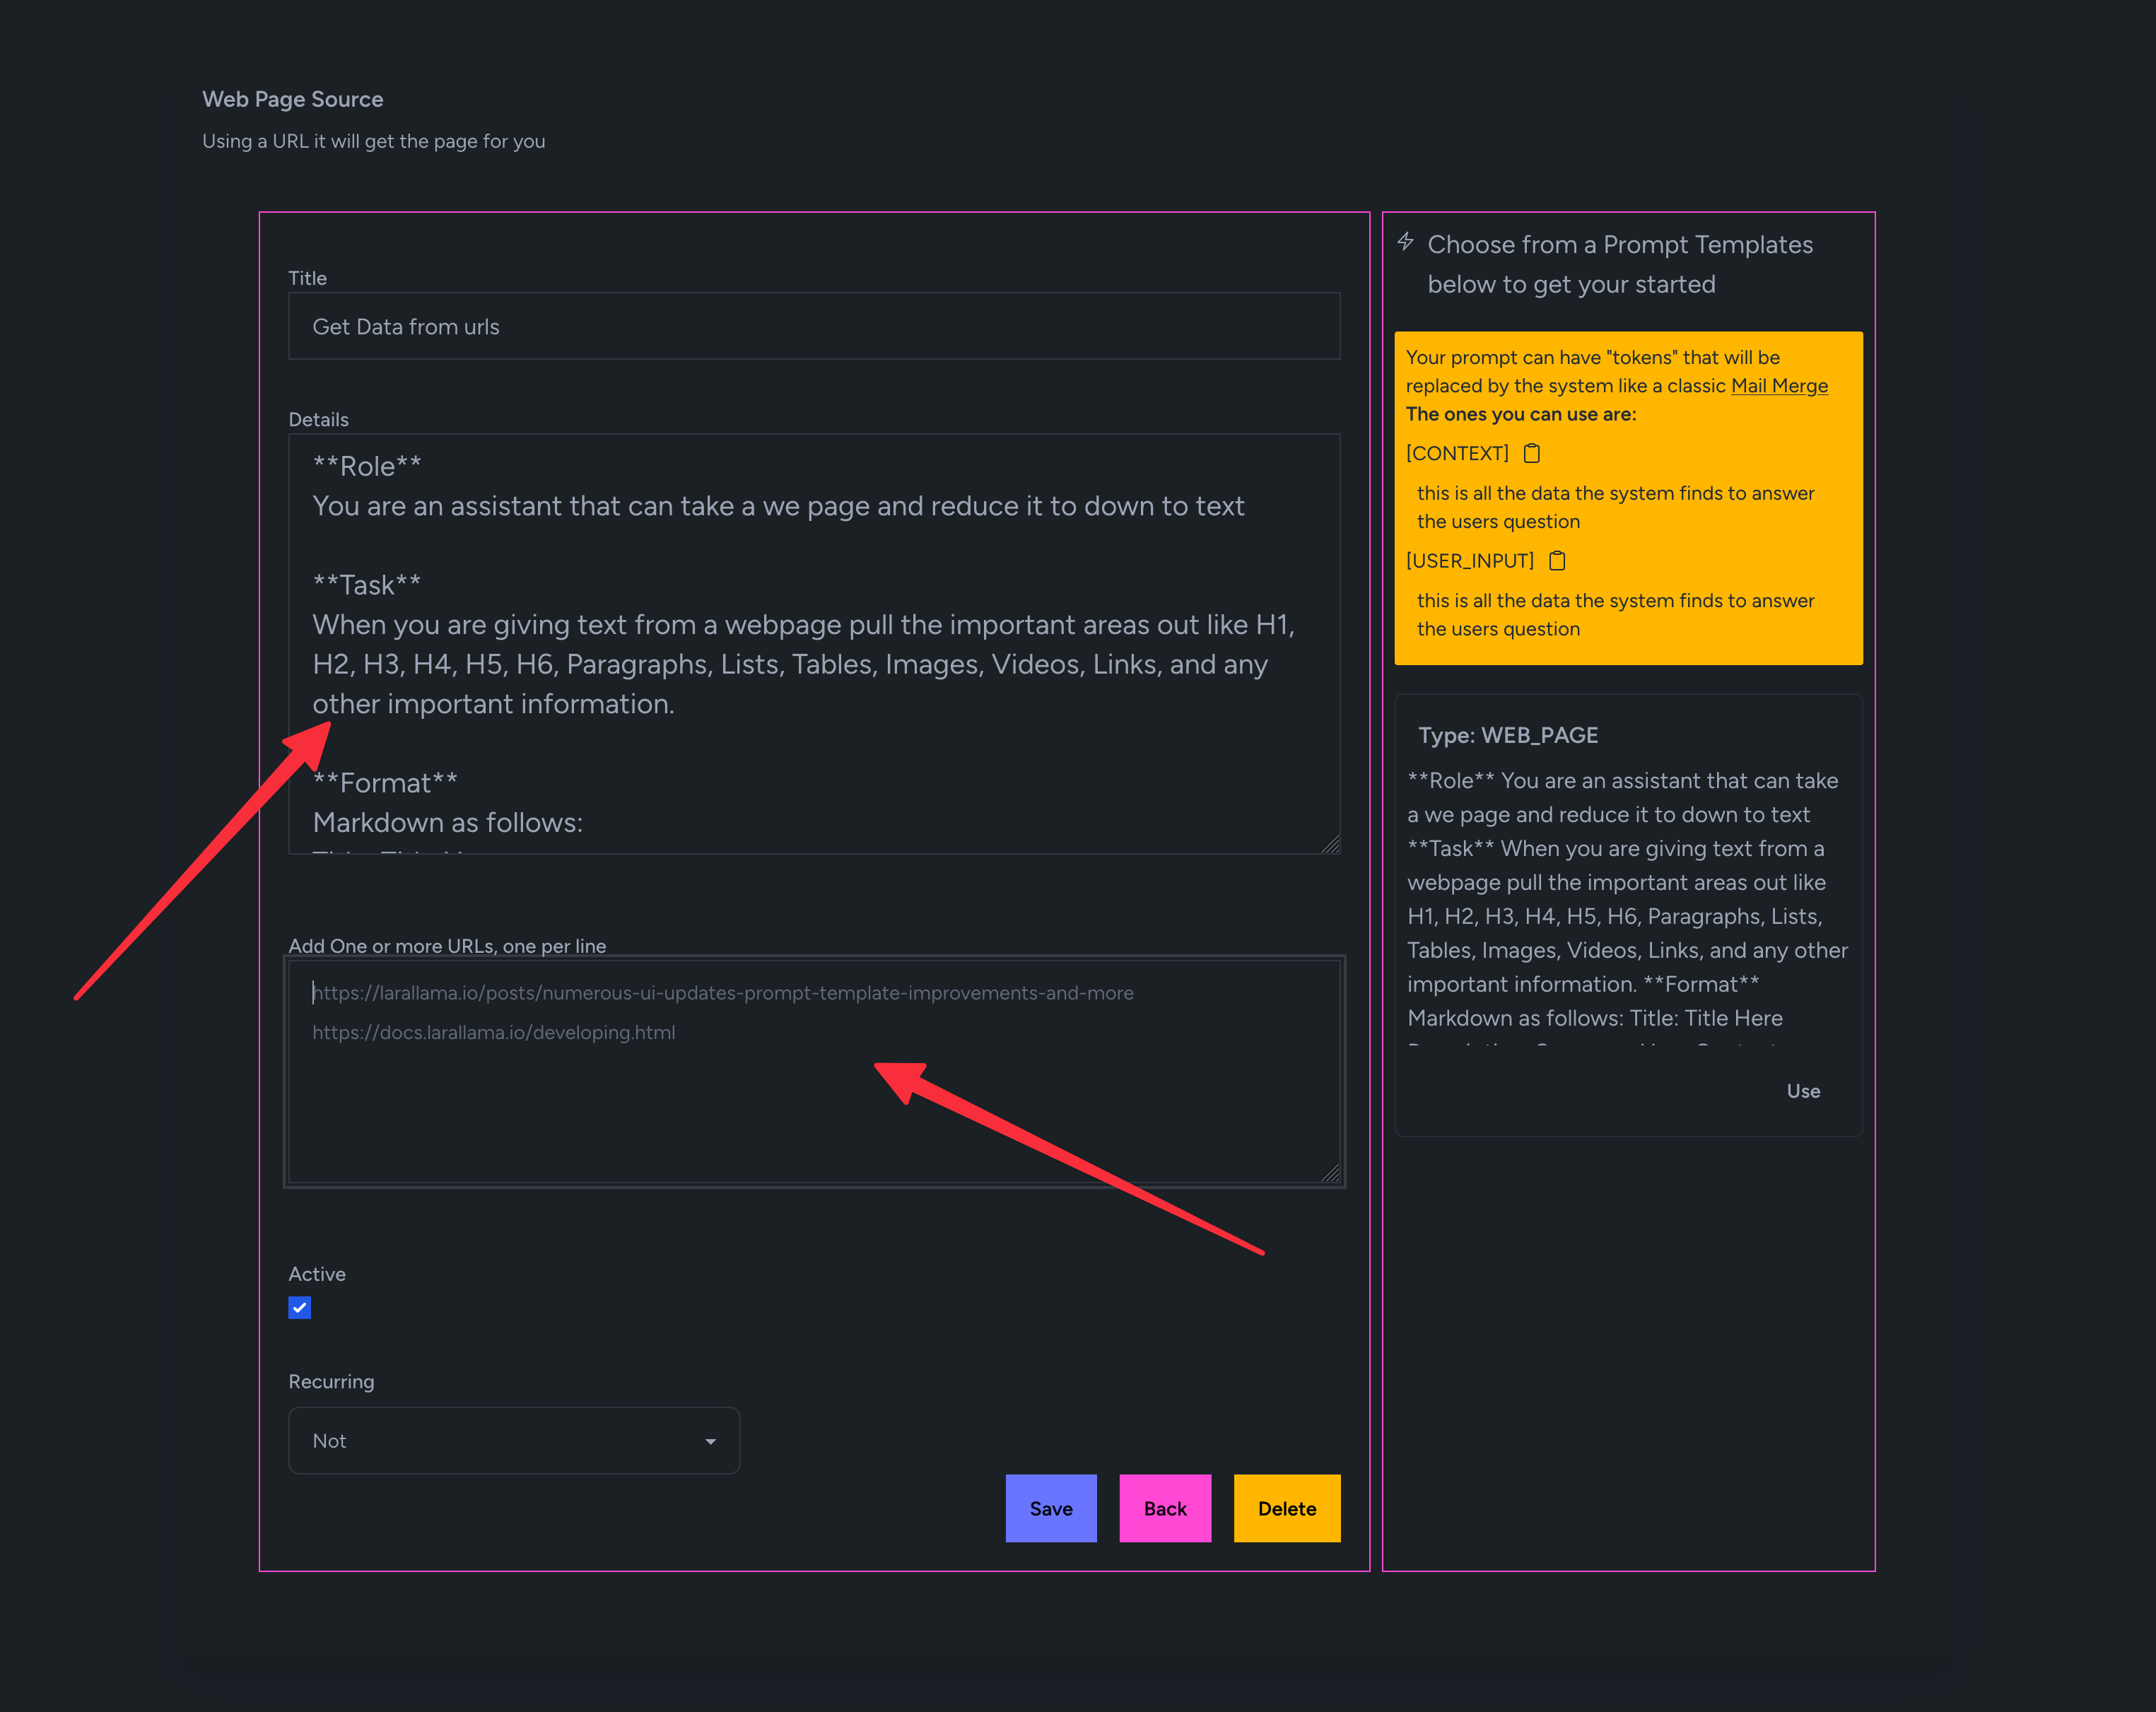 Web Page Source
Using a URL it will get the page for you
Title
Get Data from urls
Details
**Role**
You are an assistant that can take a we page and reduce it to down to text
**Task**
When you are giving text from a webpage pull the important areas out like H1,
H2, H3, H4, H5, H6, Paragraphs, Lists, Tables, Images, Videos, Links, and any
other important information.
**Format**
Markdown as follows:
Add One or more URLs, one per line
https://larallama.io/posts/numerous-ui-updates-prompt-template-improvements-and-more
https://docs.larallama.io/developing.html
Active
Recurring
Not
Save
Back
Delete
Choose from a Prompt Templates
below to get your started
Your prompt can have "tokens" that will be
replaced by the system like a classic Mail Merge
The ones you can use are:
[CONTEXT]
this is all the data the system finds to answer
the users question
[USER_INPUT]
this is all the data the system finds to answer
the users question
Type: WEB_PAGE
**Role** You are an assistant that can take
a we page and reduce it to down to text
**Task** When you are giving text from a
webpage pull the important areas out like
H1, H2, H3, H4, H5, H6, Paragraphs, Lists,
Tables, Images, Videos, Links, and any other
important information. **Format**
Markdown as follows: Title: Title Here
Use